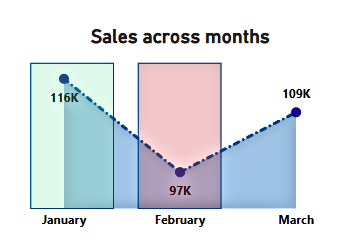 Sales across months
109K
116K
97K
January February March